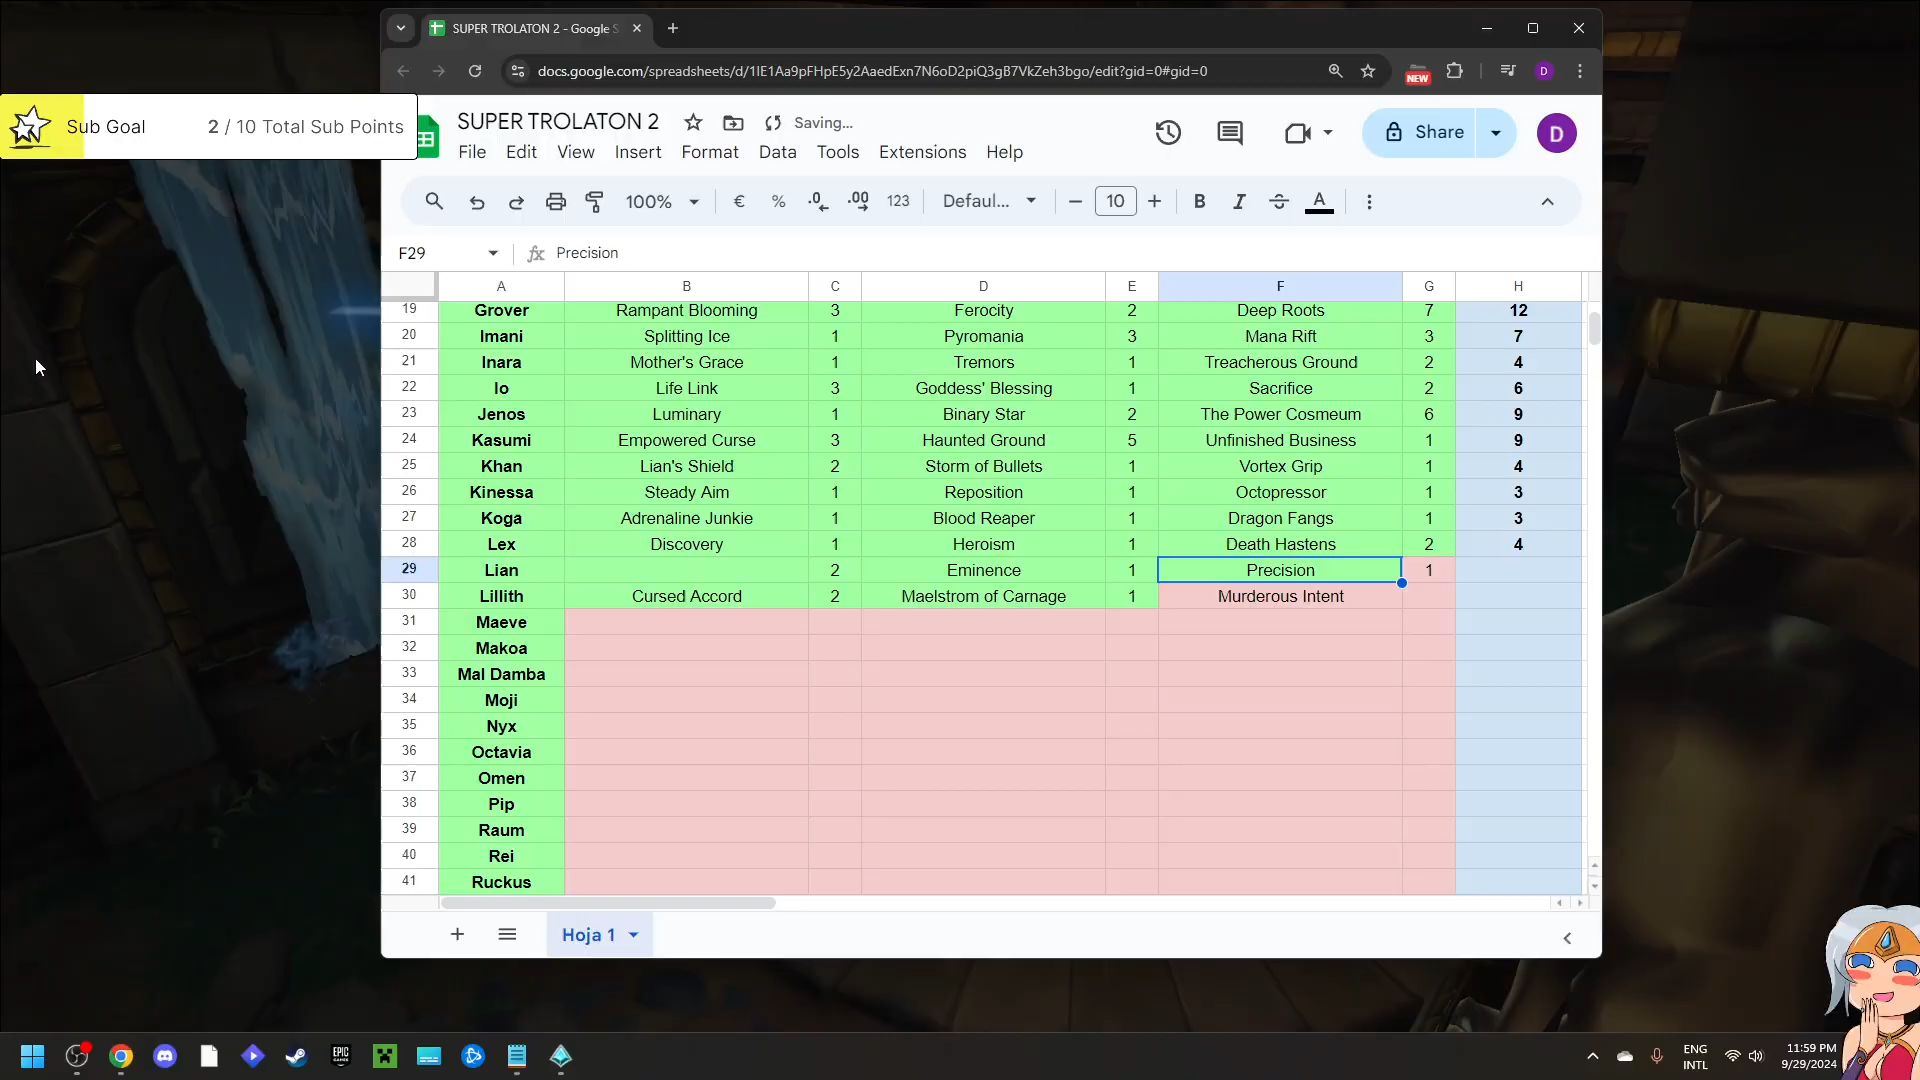 SUPER TROLATON 2 - Google S
docs.google.com/spreadsheets/d/1IE1Aa9pFHpE5y2AaedExn7N6oD2piQ3gB7VkZeh3bgo/edit?gid=0#gid=0
NEW
D
Sub Goal 2 / 10 Total Sub Points
SUPER TROLATON 2 Saving...
Share
D
File Edit View Insert Format Data Tools Extensions Help
100% € % .0 .00 123 Defaul... 10 B I S A
F29 fx Precision
A B C D E F G H
19 Grover Rampant Blooming 3 Ferocity 2 Deep Roots 7 12
20 Imani Splitting Ice 1 Pyromania 3 Mana Rift 3 7
21 Inara Mother's Grace 1 Tremors 1 Treacherous Ground 2 4
22 Io Life Link 3 Goddess' Blessing 1 Sacrifice 2 6
23 Jenos Luminary 1 Binary Star 2 The Power Cosmeum 6 9
24 Kasumi Empowered Curse 3 Haunted Ground 5 Unfinished Business 1 9
25 Khan Lian's Shield 2 Storm of Bullets 1 Vortex Grip 1 4
26 Kinessa Steady Aim 1 Reposition 1 Octopressor 1 3
27 Koga Adrenaline Junkie 1 Blood Reaper 1 Dragon Fangs 1 3
28 Lex Discovery 1 Heroism 1 Death Hastens 2 4
29 Lian 2 Eminence 1 Precision 1
30 Lillith Cursed Accord 2 Maelstrom of Carnage 1 Murderous Intent
31 Maeve
32 Makoa
33 Mal Damba
34 Moji
35 Nyx
36 Octavia
37 Omen
38 Pip
39 Raum
40 Rei
41 Ruckus
Hoja 1
EPIC GAMES
ENG
INTL
11:59 PM
9/29/2024